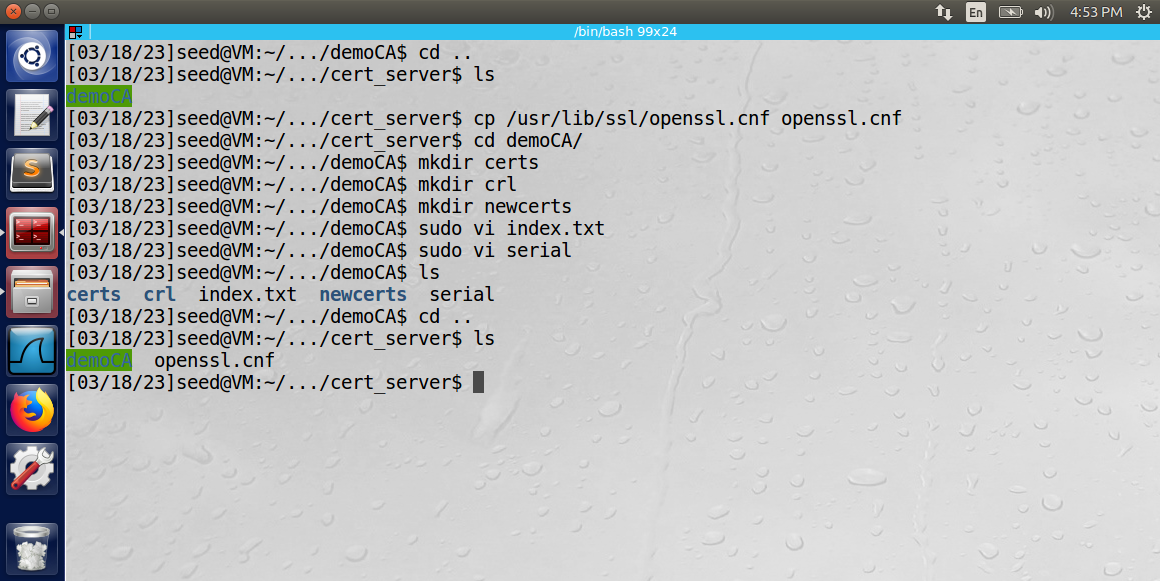 En
4:53 PM
/bin/bash 99x24
[03/18/23]seed@VM:~/.../demoCA$ cd ..
[03/18/23]seed@VM:~/.../cert_server$ ls
demoCA
[03/18/23]seed@VM:~/.../cert_server$ cp /usr/lib/ssl/openssl.cnf openssl.cnf
[03/18/23]seed@VM:~/.../cert_server$ cd demoCA/
[03/18/23]seed@VM:~/.../demoCA$ mkdir certs
[03/18/23]seed@VM:~/.../demoCA$ mkdir crl
[03/18/23]seed@VM:~/.../demoCA$ mkdir newcerts
[03/18/23]seed@VM:~/.../demoCA$ sudo vi index.txt
[03/18/23]seed@VM:~/.../demoCA$ sudo vi serial
[03/18/23]seed@VM:~/.../demoCA$ ls
certs  crl  index.txt  newcerts  serial
[03/18/23]seed@VM:~/.../demoCA$ cd ..
[03/18/23]seed@VM:~/.../cert_server$ ls
demoCA  openssl.cnf
[03/18/23]seed@VM:~/.../cert_server$